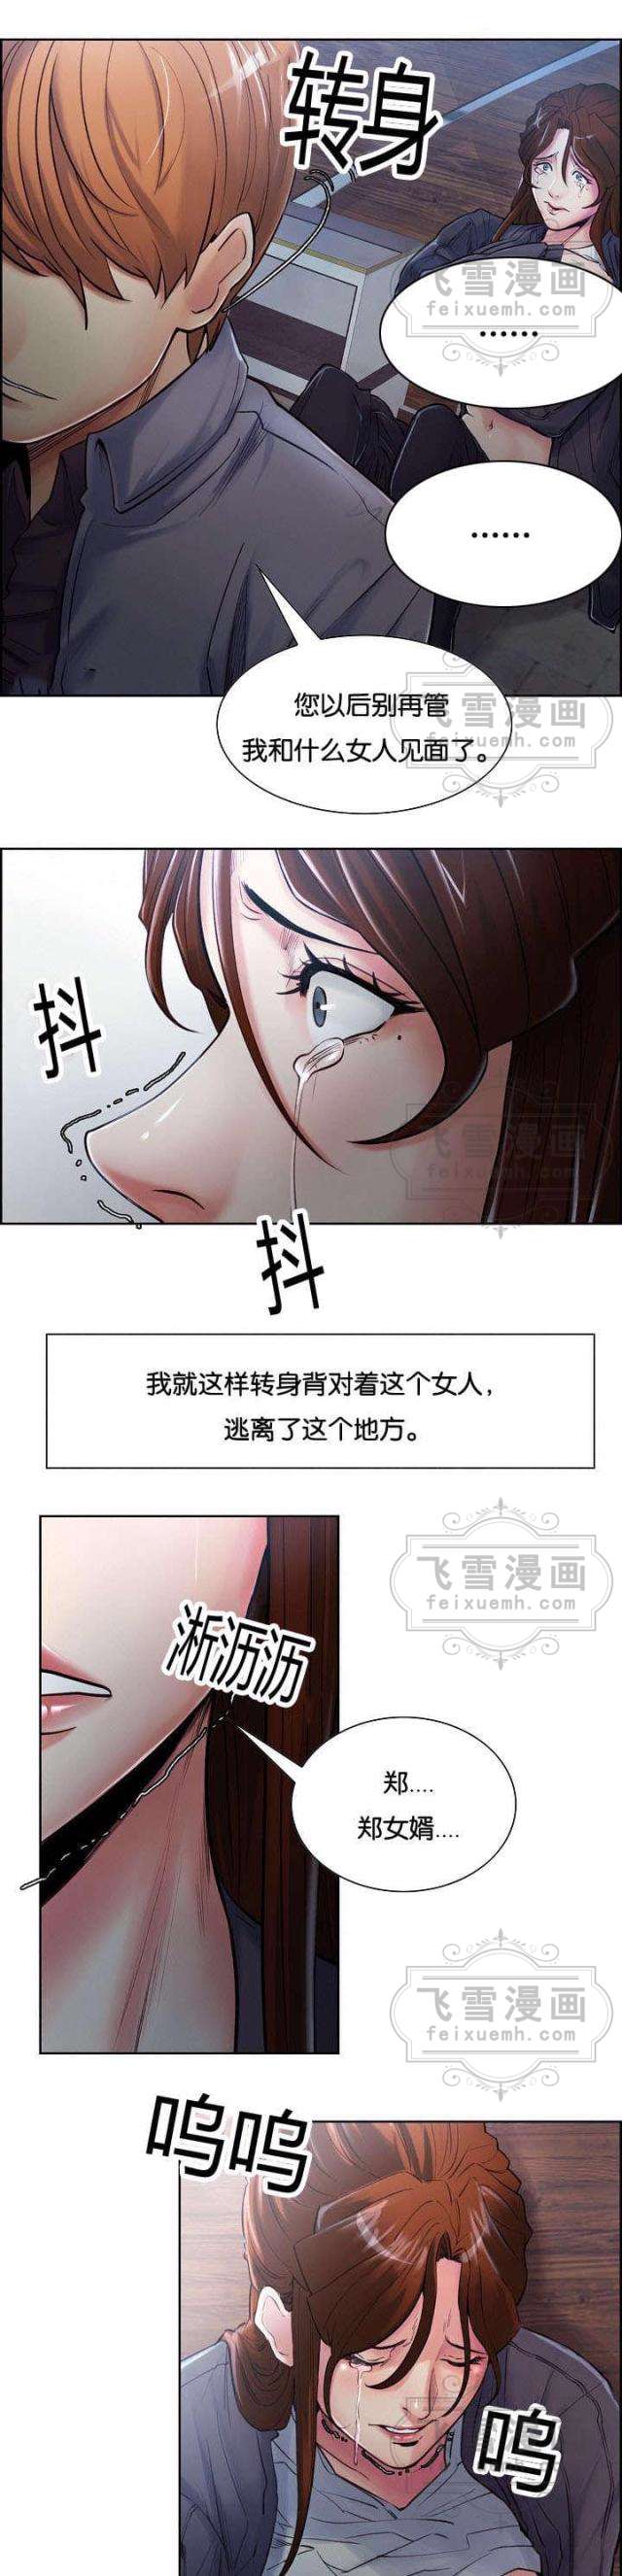 转身
飞雪漫画
feixuemh.com
......
......
您以后别再管
我和什么女人见面了。
飞雪漫画
feixuemh.com
抖
飞雪漫画
feixuemh.com
抖
我就这样转身背对着这个女人，
逃离了这个地方。
飞雪漫画
feixuemh.com
淅沥沥
郑....
郑女婿....
飞雪漫画
feixuemh.com
呜呜
呜